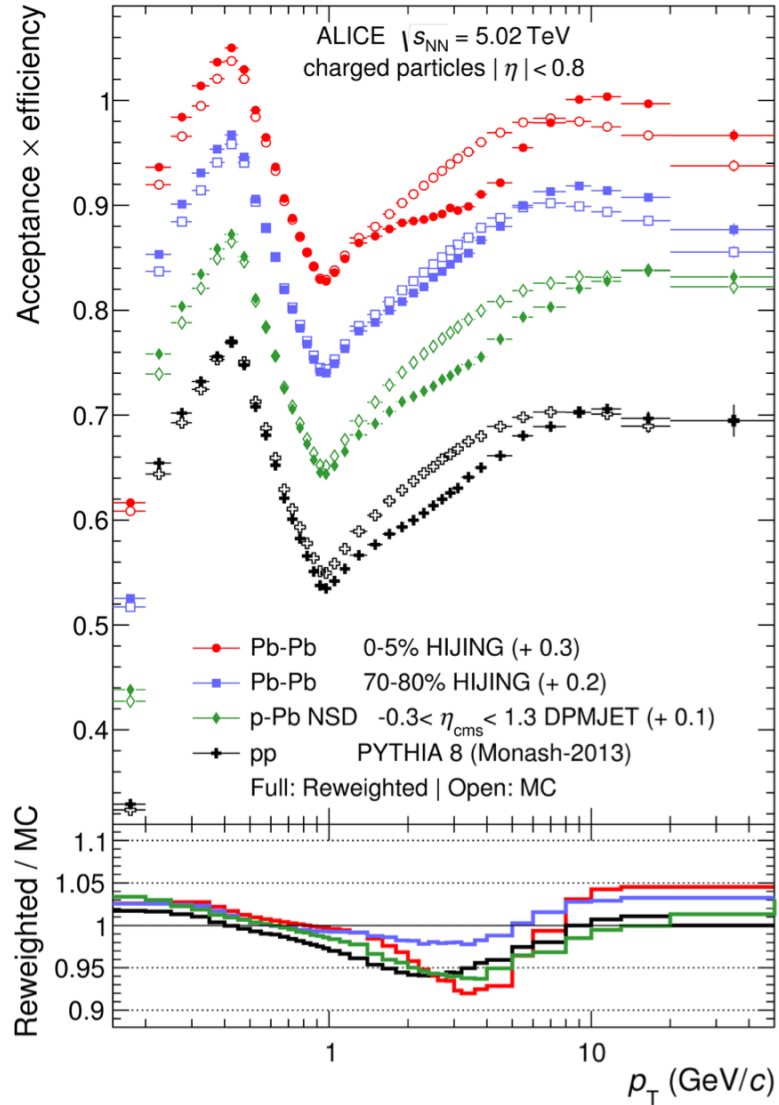 ALICE √sNN = 5.02 TeV
charged particles | η | < 0.8
Acceptance × efficiency
1
0.9
0.8
0.7
0.6
0.5
0.4
Pb-Pb 0-5% HIJING (+ 0.3)
Pb-Pb 70-80% HIJING (+ 0.2)
p-Pb NSD -0.3< ηcms < 1.3 DPMJET (+ 0.1)
pp PYTHIA 8 (Monash-2013)
Full: Reweighted | Open: MC
Reweighted / MC
1.1
1.05
1
0.95
0.9
1 10
pT (GeV/c)